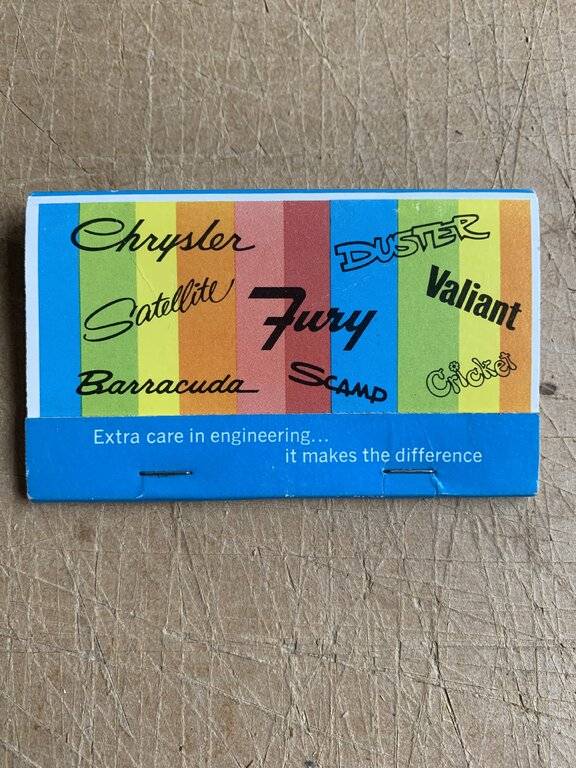 Chrysler
DUSTER
Satellite
Fury
Valiant
Barracuda
SCAMP
Cricket
Extra care in engineering...
it makes the difference